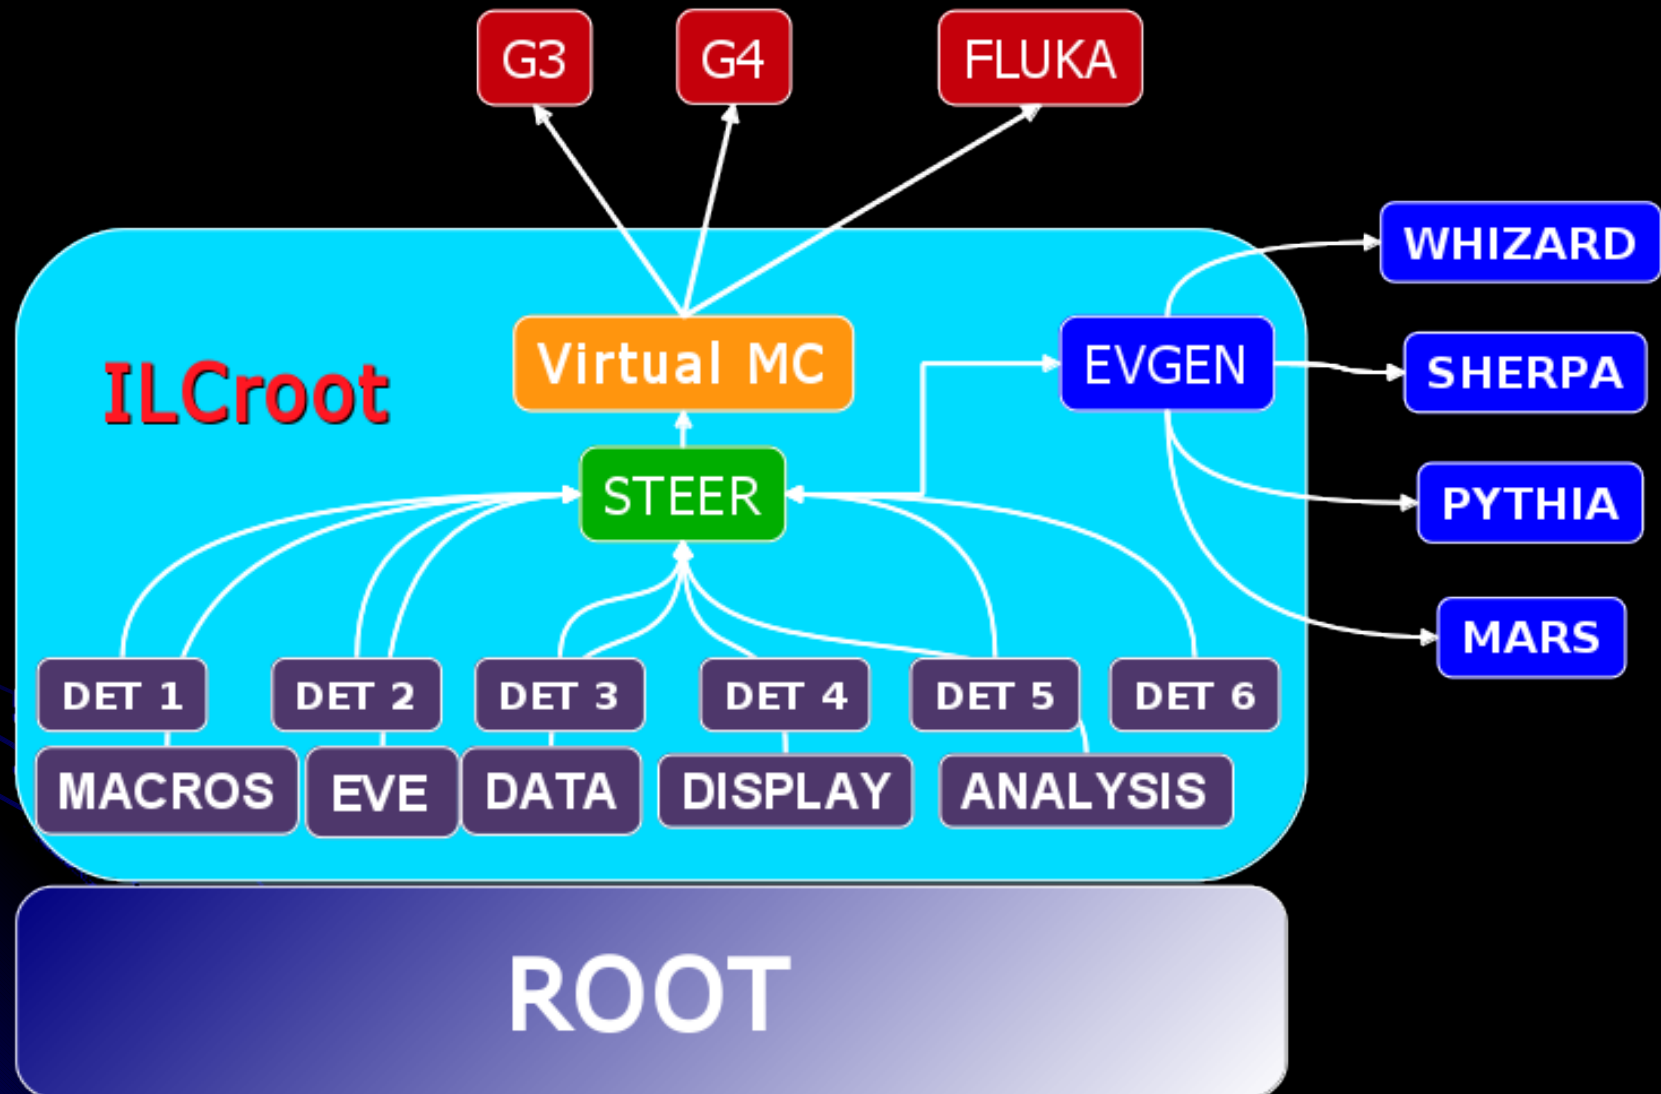 G3
G4
FLUKA
WHIZARD
ILCroot
Virtual MC
EVGEN
SHERPA
STEER
PYTHIA
MARS
DET 1
DET 2
DET 3
DET 4
DET 5
DET 6
MACROS
EVE
DATA
DISPLAY
ANALYSIS
ROOT